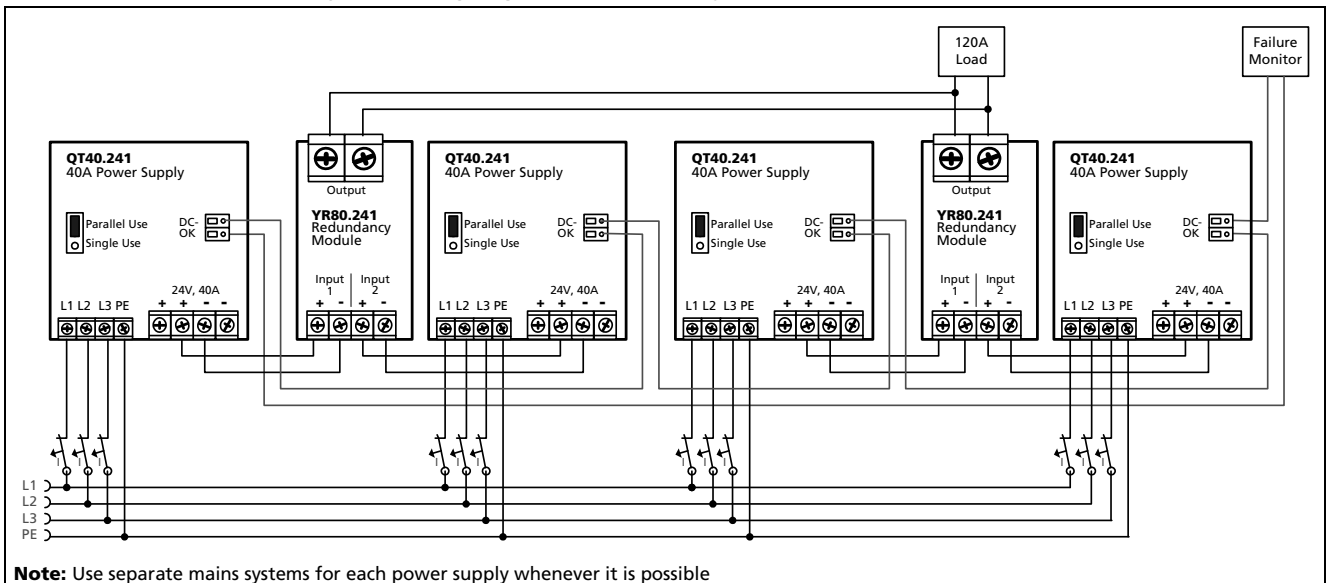 120A
Load
Failure
Monitor
QT40.241
40A Power Supply
Parallel Use
Single Use
DC-
OK
24V, 40A
+ + - -
L1 L2 L3 PE
Output
YR80.241
Redundancy
Module
Input
1
Input
2
+ - + -
QT40.241
40A Power Supply
Parallel Use
Single Use
DC-
OK
24V, 40A
+ + - -
L1 L2 L3 PE
QT40.241
40A Power Supply
Parallel Use
Single Use
DC-
OK
24V, 40A
+ + - -
L1 L2 L3 PE
Output
YR80.241
Redundancy
Module
Input
1
Input
2
+ - + -
QT40.241
40A Power Supply
Parallel Use
Single Use
DC-
OK
24V, 40A
+ + - -
L1 L2 L3 PE
I I I
I I I
I I I
I I I
L1
L2
L3
PE
Note: Use separate mains systems for each power supply whenever it is possible